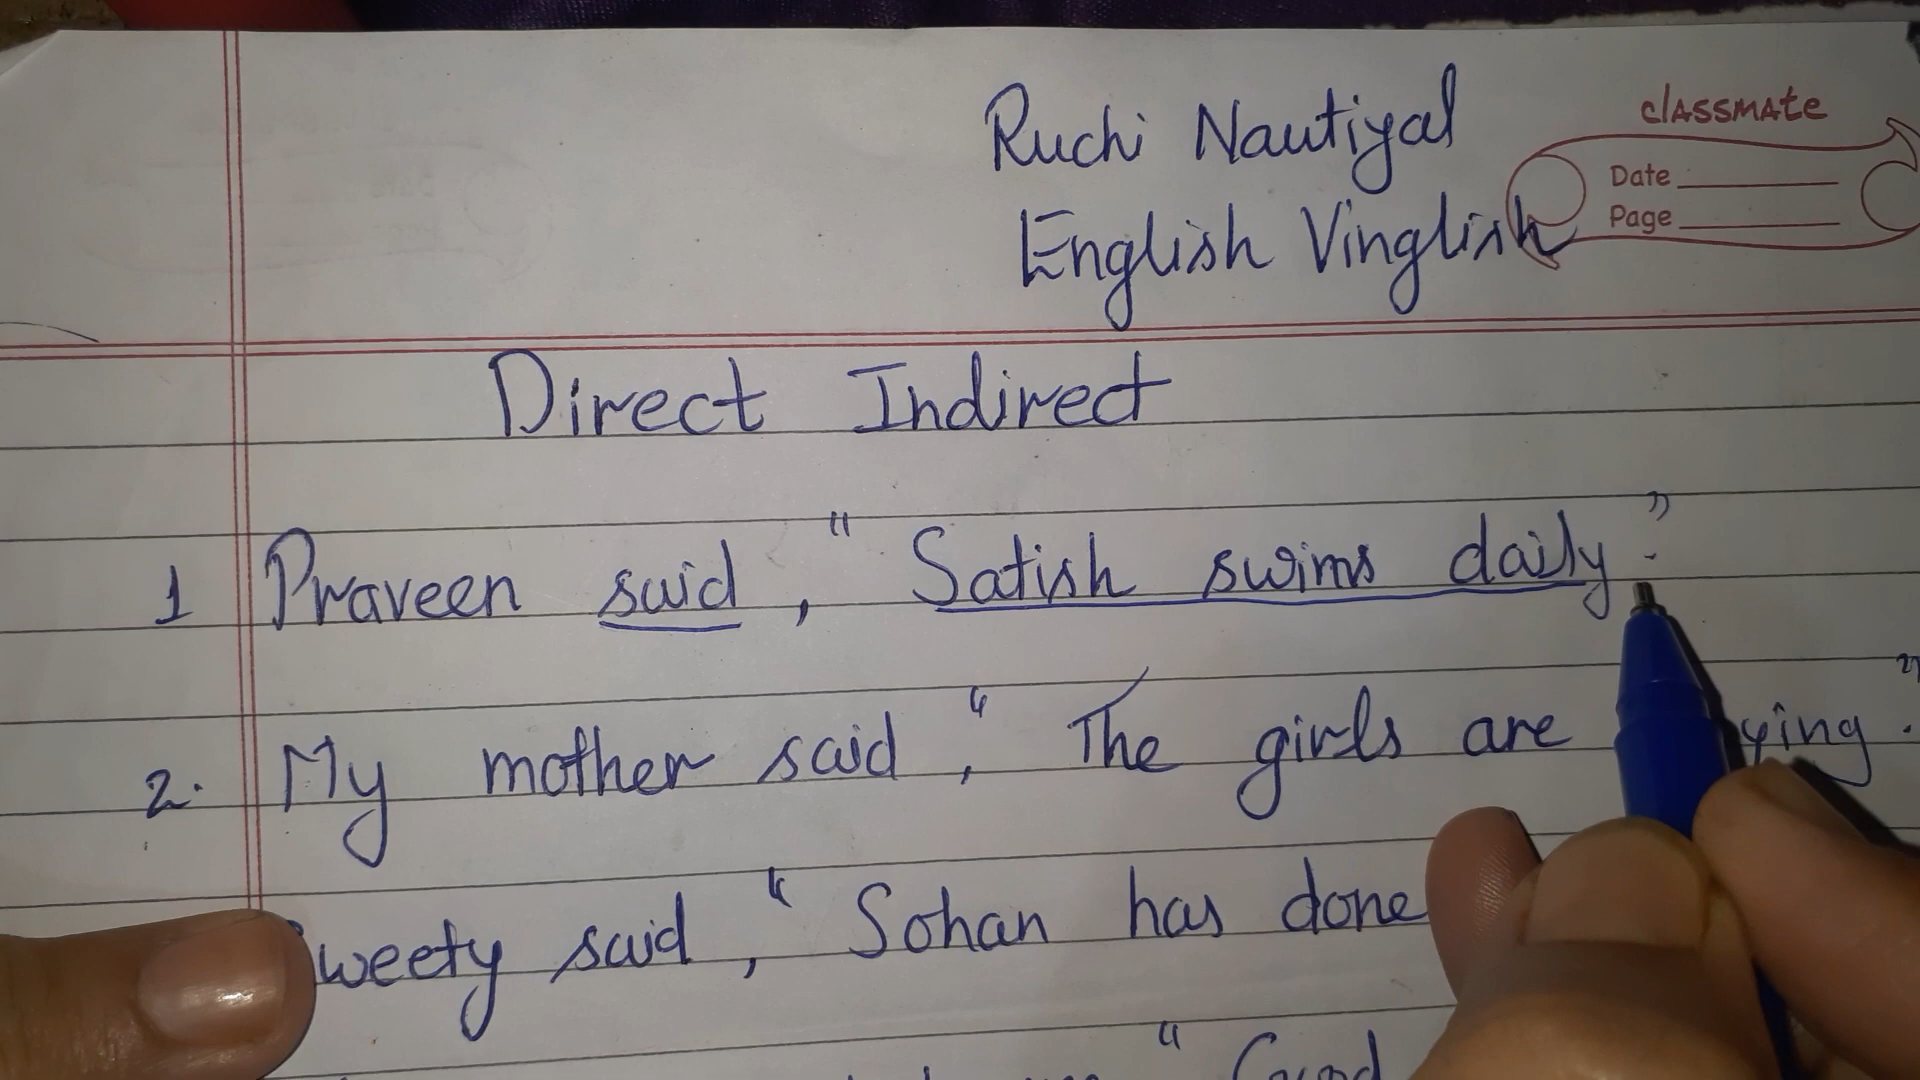 Ruchi Nautiyal
classmate
Date
Page
English Vinglish
Direct Indirect
1 Praveen said, "Satish swims daily."
2. My mother said, "The girls are ying."
weety said, "Sohan has done
"